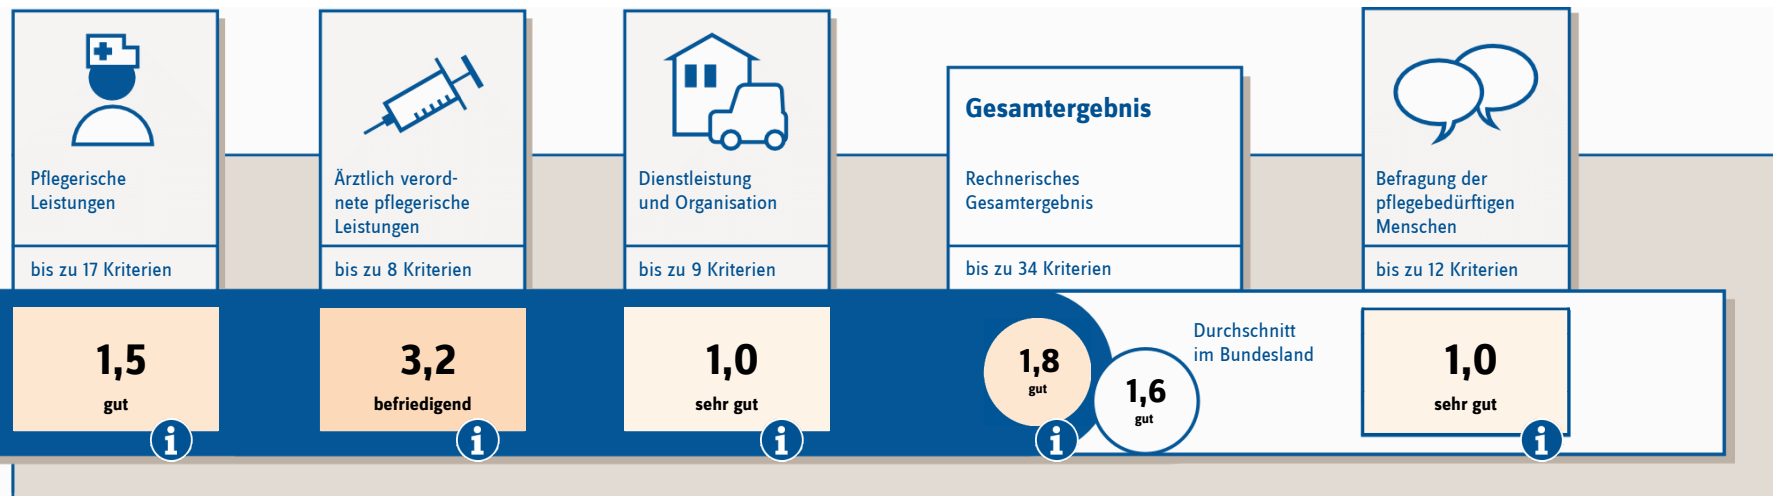 Pflegerische
Leistungen
bis zu 17 Kriterien
1,5
gut
Ärztlich verord-
nete pflegerische
Leistungen
bis zu 8 Kriterien
3,2
befriedigend
Dienstleistung
und Organisation
bis zu 9 Kriterien
1,0
sehr gut
Gesamtergebnis
Rechnerisches
Gesamtergebnis
bis zu 34 Kriterien
1,8
gut
1,6
gut
Durchschnitt
im Bundesland
Befragung der
pflegebedürftigen
Menschen
bis zu 12 Kriterien
1,0
sehr gut
i
i
i
i
i